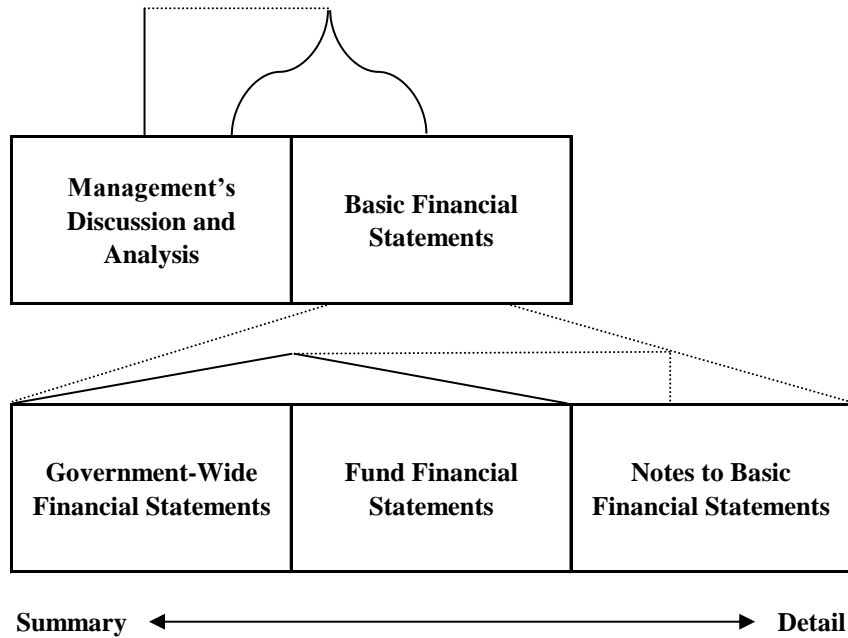 Management’s
Discussion and
Analysis
Basic Financial
Statements
Government-Wide
Financial Statements
Fund Financial
Statements
Notes to Basic
Financial Statements
Summary
Detail